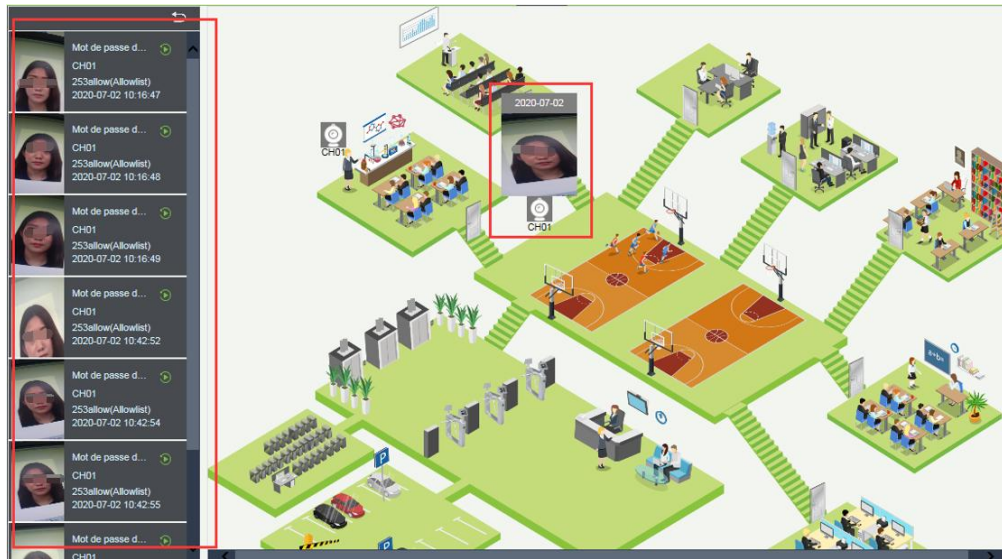 Mot de passe d...
CH01
253allow(Allowlist)
2020-07-02 10:16:47
Mot de passe d...
CH01
253allow(Allowlist)
2020-07-02 10:16:48
Mot de passe d...
CH01
253allow(Allowlist)
2020-07-02 10:16:49
Mot de passe d...
CH01
253allow(Allowlist)
2020-07-02 10:42:52
Mot de passe d...
CH01
253allow(Allowlist)
2020-07-02 10:42:54
Mot de passe d...
CH01
253allow(Allowlist)
2020-07-02 10:42:55
Mot de passe d...
CH01
CH01
2020-07-02
CH01
a+b=
P
P